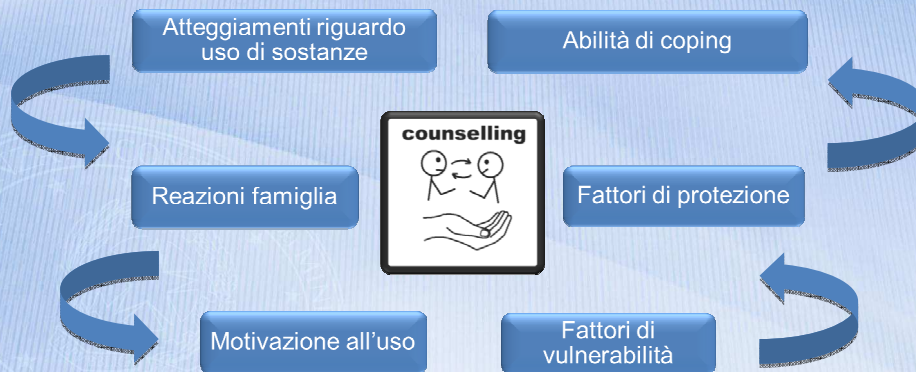 Atteggiamenti riguardo
uso di sostanze
Abilità di coping
counselling
Reazioni famiglia
Fattori di protezione
Motivazione all'uso
Fattori di
vulnerabilità